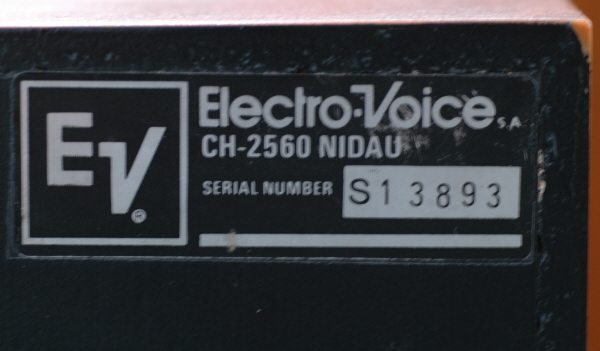 EV®
Electro-Voice S.A.
CH-2560 NIDAU
SERIAL NUMBER S13893